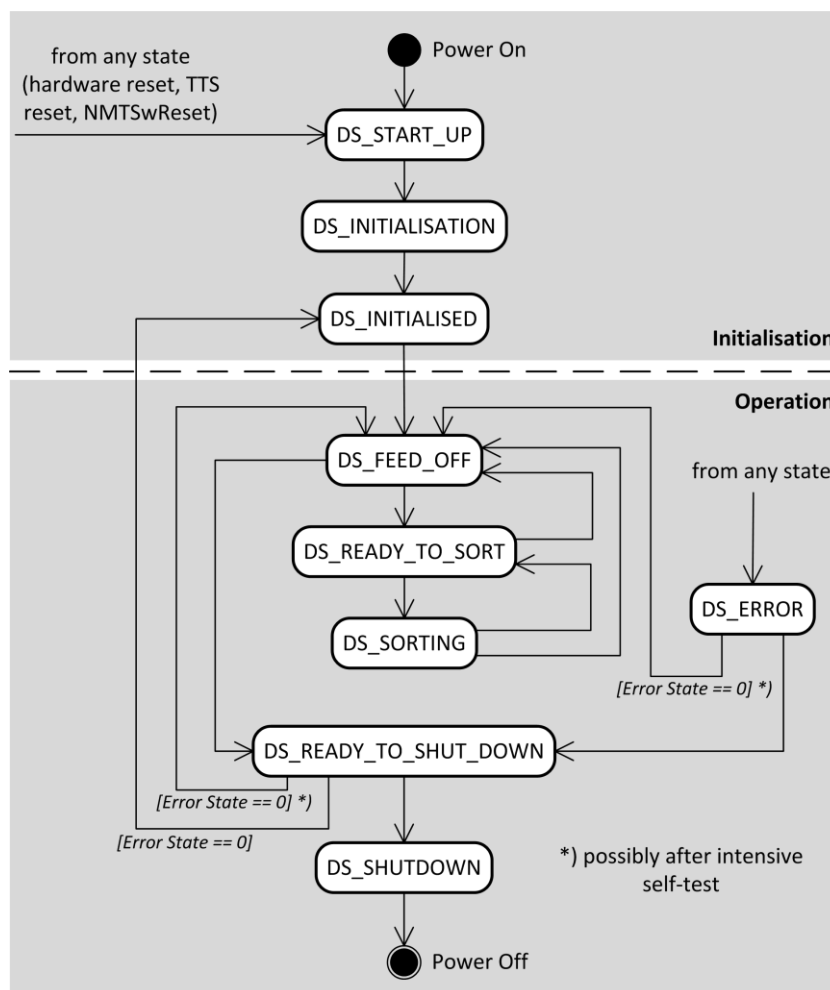 Power On
from any state
(hardware reset, TTS
reset, NMTSwReset)
DS_START_UP
DS_INITIALISATION
DS_INITIALISED
Initialisation
Operation
DS_FEED_OFF
from any state
DS_READY_TO_SORT
DS_ERROR
DS_SORTING
[Error State == 0] *)
DS_READY_TO_SHUT_DOWN
[Error State == 0] *)
[Error State == 0]
DS_SHUTDOWN
*) possibly after intensive
self-test
Power Off